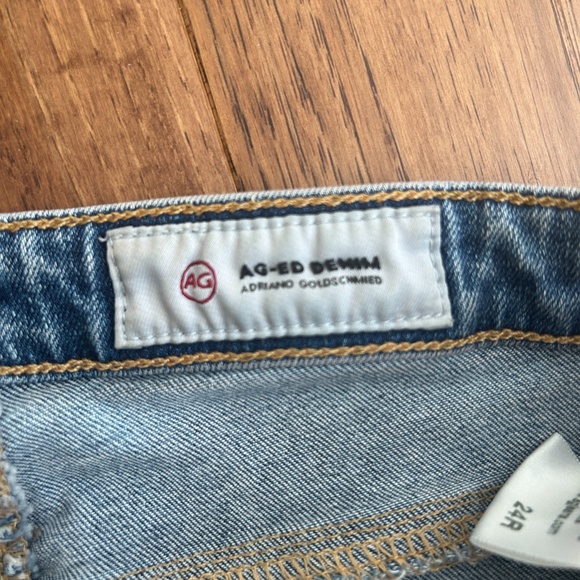 AG
AG-ED DENIM
ADRIANO GOLDSCHMIED
24R